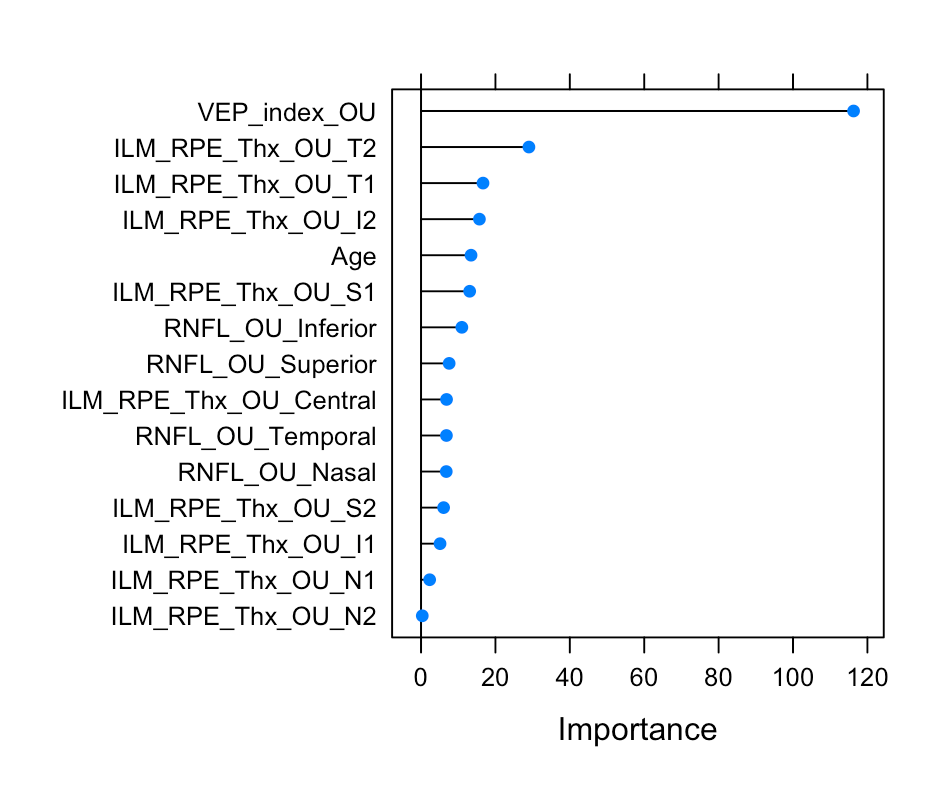 VEP_index_OU
ILM_RPE_Thx_OU_T2
ILM_RPE_Thx_OU_T1
ILM_RPE_Thx_OU_I2
Age
ILM_RPE_Thx_OU_S1
RNFL_OU_Inferior
RNFL_OU_Superior
ILM_RPE_Thx_OU_Central
RNFL_OU_Temporal
RNFL_OU_Nasal
ILM_RPE_Thx_OU_S2
ILM_RPE_Thx_OU_I1
ILM_RPE_Thx_OU_N1
ILM_RPE_Thx_OU_N2
0 20 40 60 80 100 120
Importance